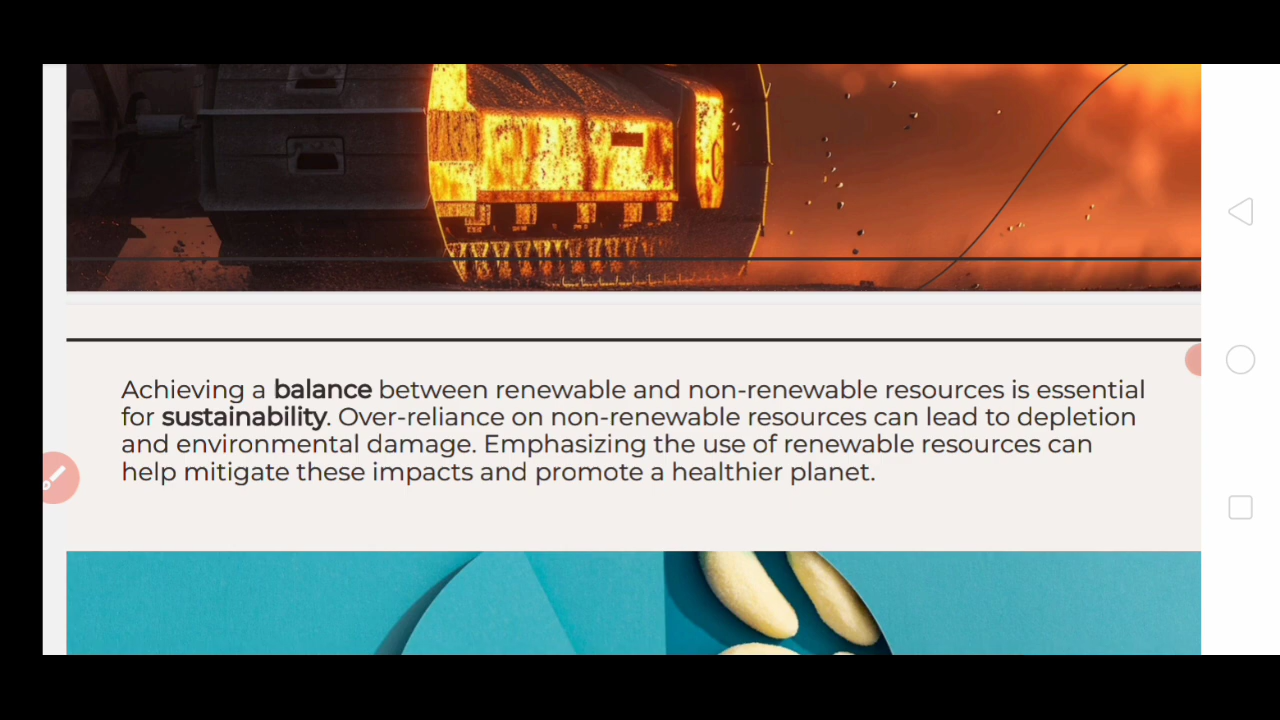 Achieving a balance between renewable and non-renewable resources is essential
for sustainability. Over-reliance on non-renewable resources can lead to depletion
and environmental damage. Emphasizing the use of renewable resources can
help mitigate these impacts and promote a healthier planet.